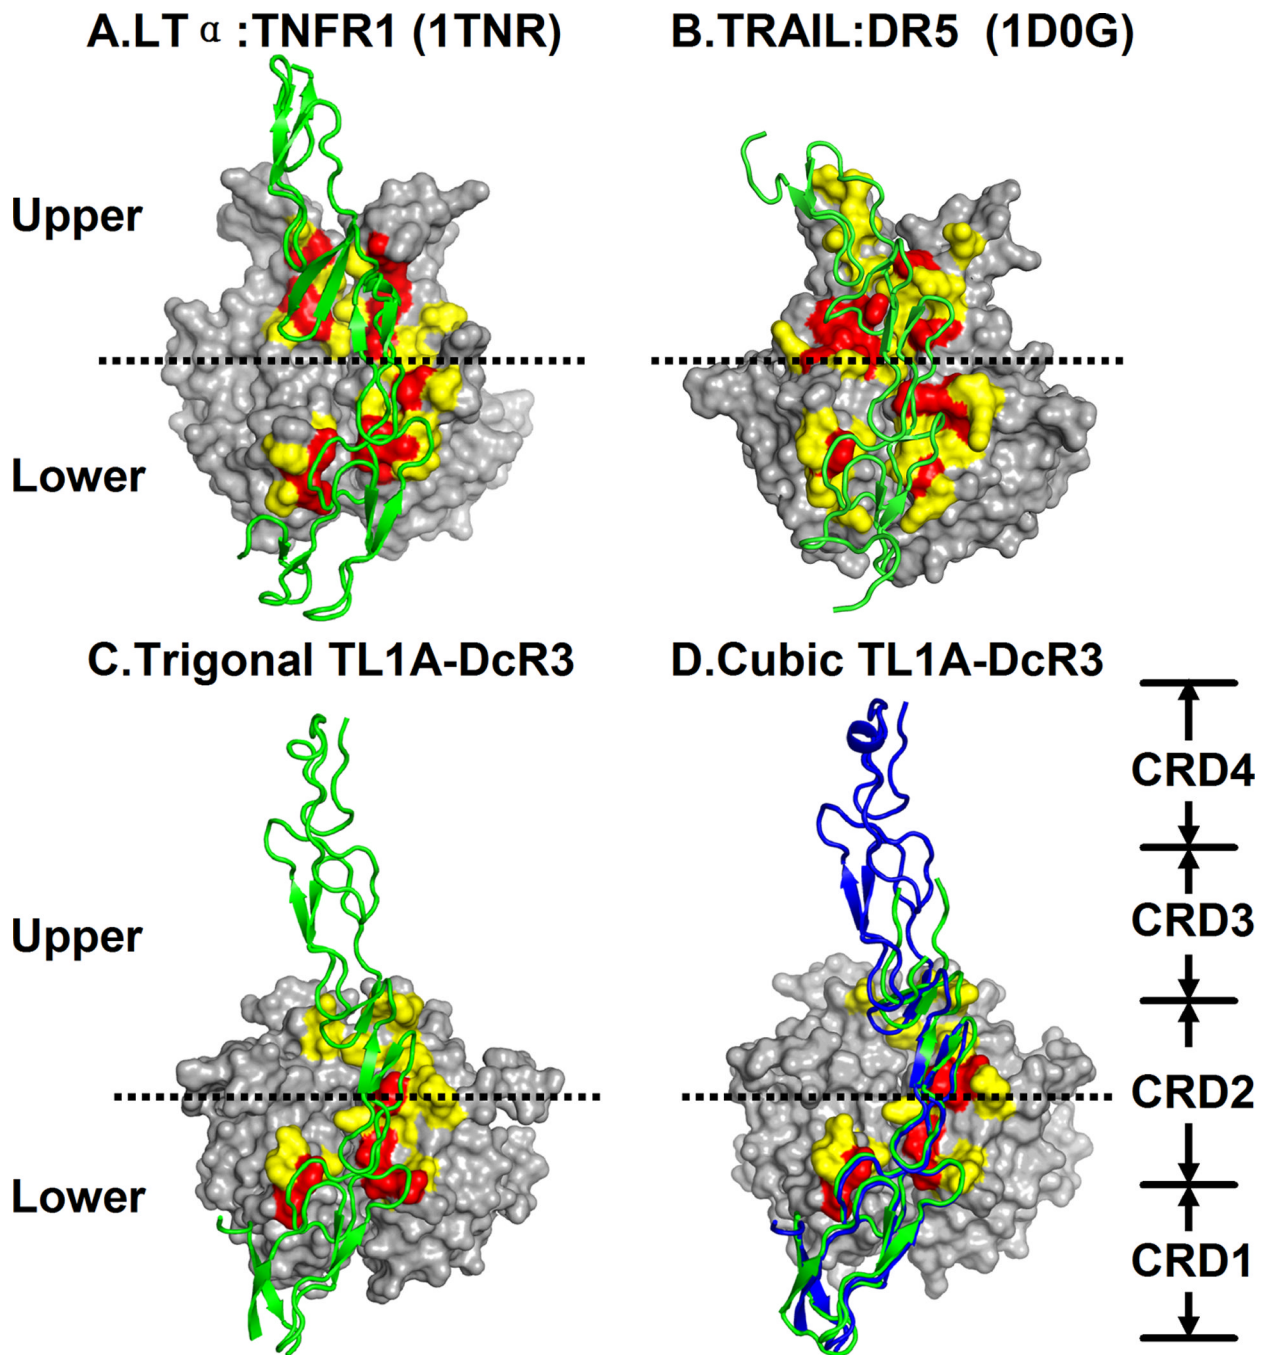 A.LT α :TNFR1 (1TNR)
B.TRAIL:DR5 (1D0G)
Upper
Lower
C.Trigonal TL1A-DcR3
D.Cubic TL1A-DcR3
CRD4
CRD3
Upper
CRD2
Lower
CRD1